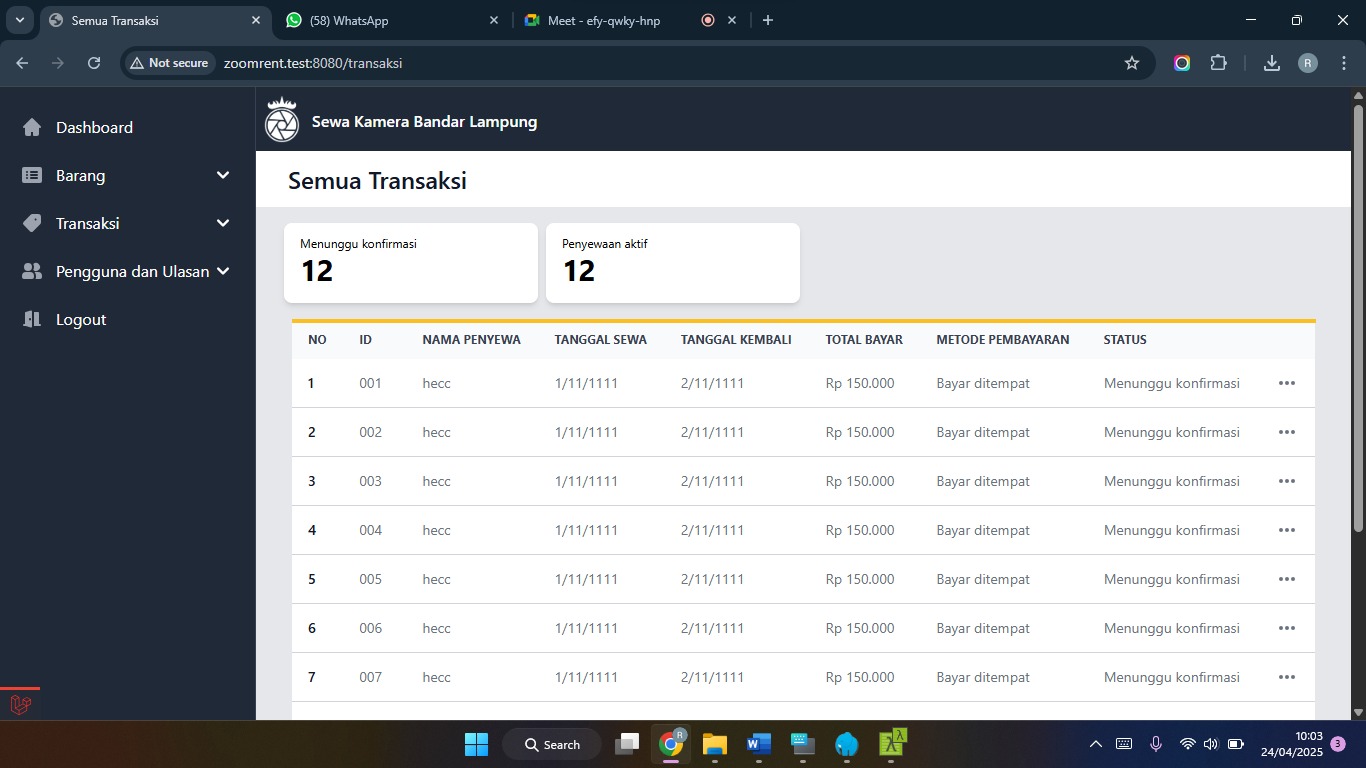 Semua Transaksi
(58) WhatsApp
Meet - efy-qwky-hnp
Not secure
zoomrent.test:8080/transaksi
R
Dashboard
Barang
Transaksi
Pengguna dan Ulasan
Logout
Sewa Kamera Bandar Lampung
Semua Transaksi
Menunggu konfirmasi
12
Penyewaan aktif
12
NO ID NAMA PENYEWA TANGGAL SEWA TANGGAL KEMBALI TOTAL BAYAR METODE PEMBAYARAN STATUS
1 001 hecc 1/11/1111 2/11/1111 Rp 150.000 Bayar ditempat Menunggu konfirmasi
2 002 hecc 1/11/1111 2/11/1111 Rp 150.000 Bayar ditempat Menunggu konfirmasi
3 003 hecc 1/11/1111 2/11/1111 Rp 150.000 Bayar ditempat Menunggu konfirmasi
4 004 hecc 1/11/1111 2/11/1111 Rp 150.000 Bayar ditempat Menunggu konfirmasi
5 005 hecc 1/11/1111 2/11/1111 Rp 150.000 Bayar ditempat Menunggu konfirmasi
6 006 hecc 1/11/1111 2/11/1111 Rp 150.000 Bayar ditempat Menunggu konfirmasi
7 007 hecc 1/11/1111 2/11/1111 Rp 150.000 Bayar ditempat Menunggu konfirmasi
Search
10:03
24/04/2025
3